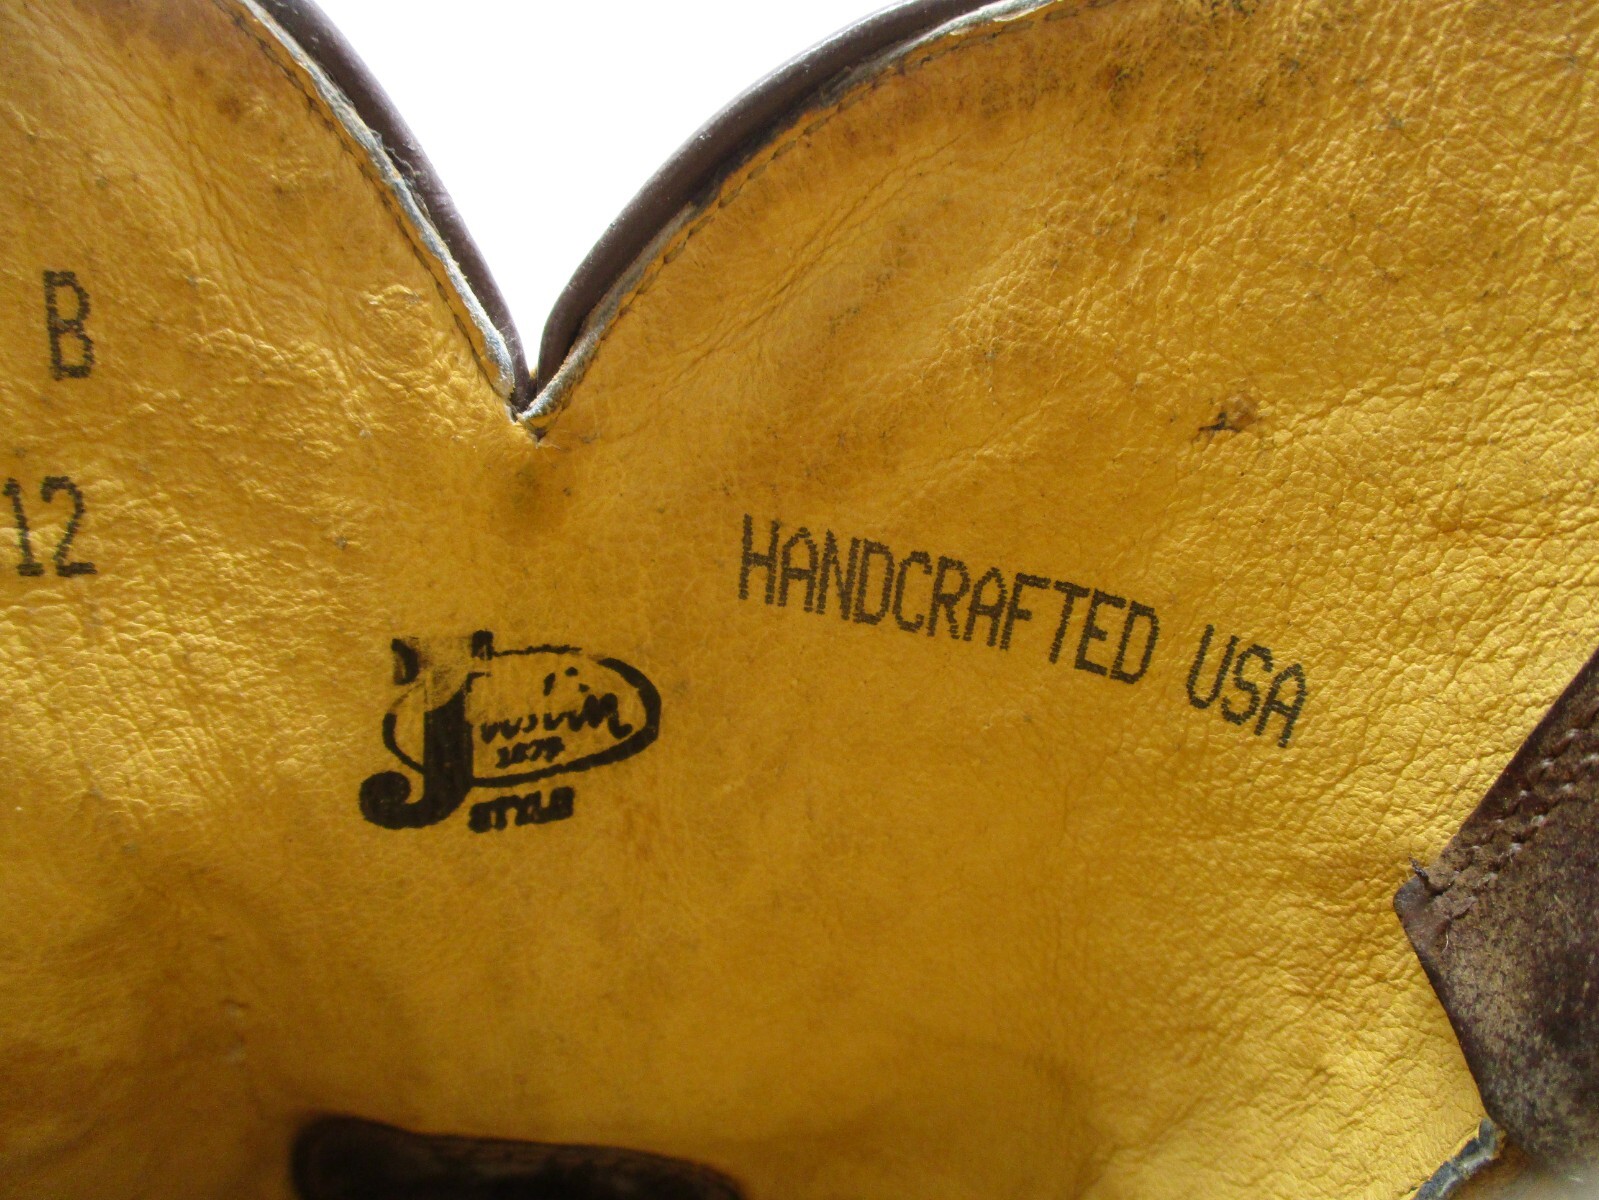 B
12
HANDCRAFTED USA
Justin
STYLE